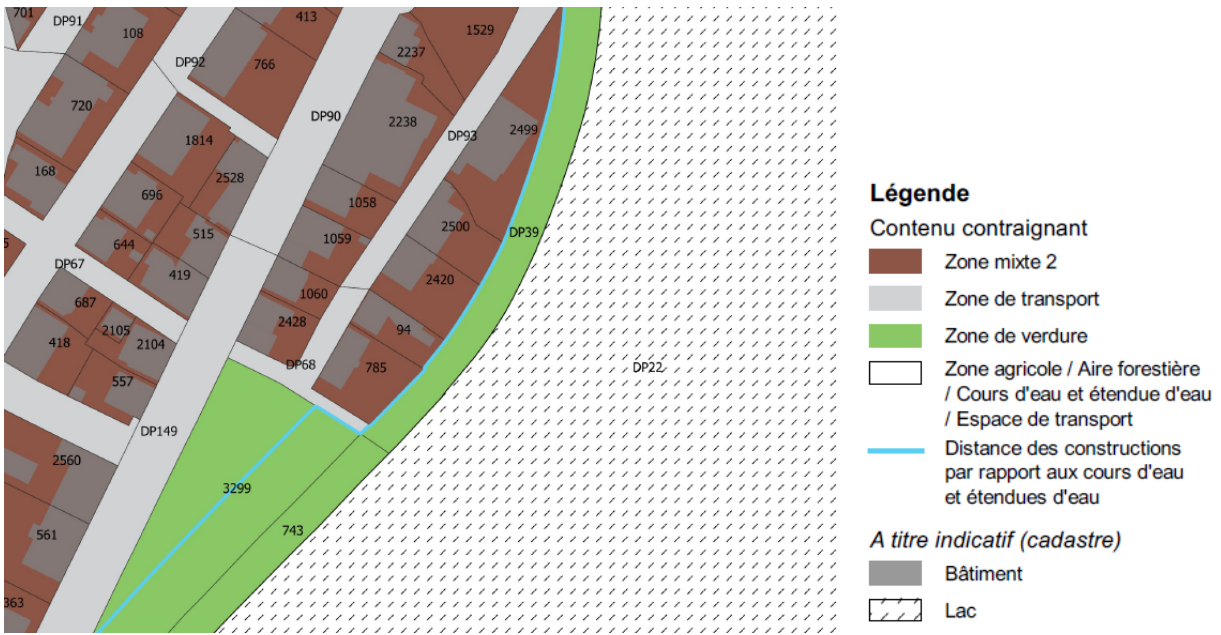 701
DP91
108
413
1529
766
2237
DP92
720
DP90
2238
2499
DP93
1814
168
2528
696
1058
2500
DP39
5
644
515
1059
DP67
419
2420
687
1060
2105
2428
94
418
2104
DP68
785
DP22
557
DP149
2560
3299
743
561
363
Légende
Contenu contraignant
Zone mixte 2
Zone de transport
Zone de verdure
Zone agricole / Aire forestière
/ Cours d'eau et étendue d'eau
/ Espace de transport
Distance des constructions
par rapport aux cours d'eau
et étendues d'eau
A titre indicatif (cadastre)
Bâtiment
Lac